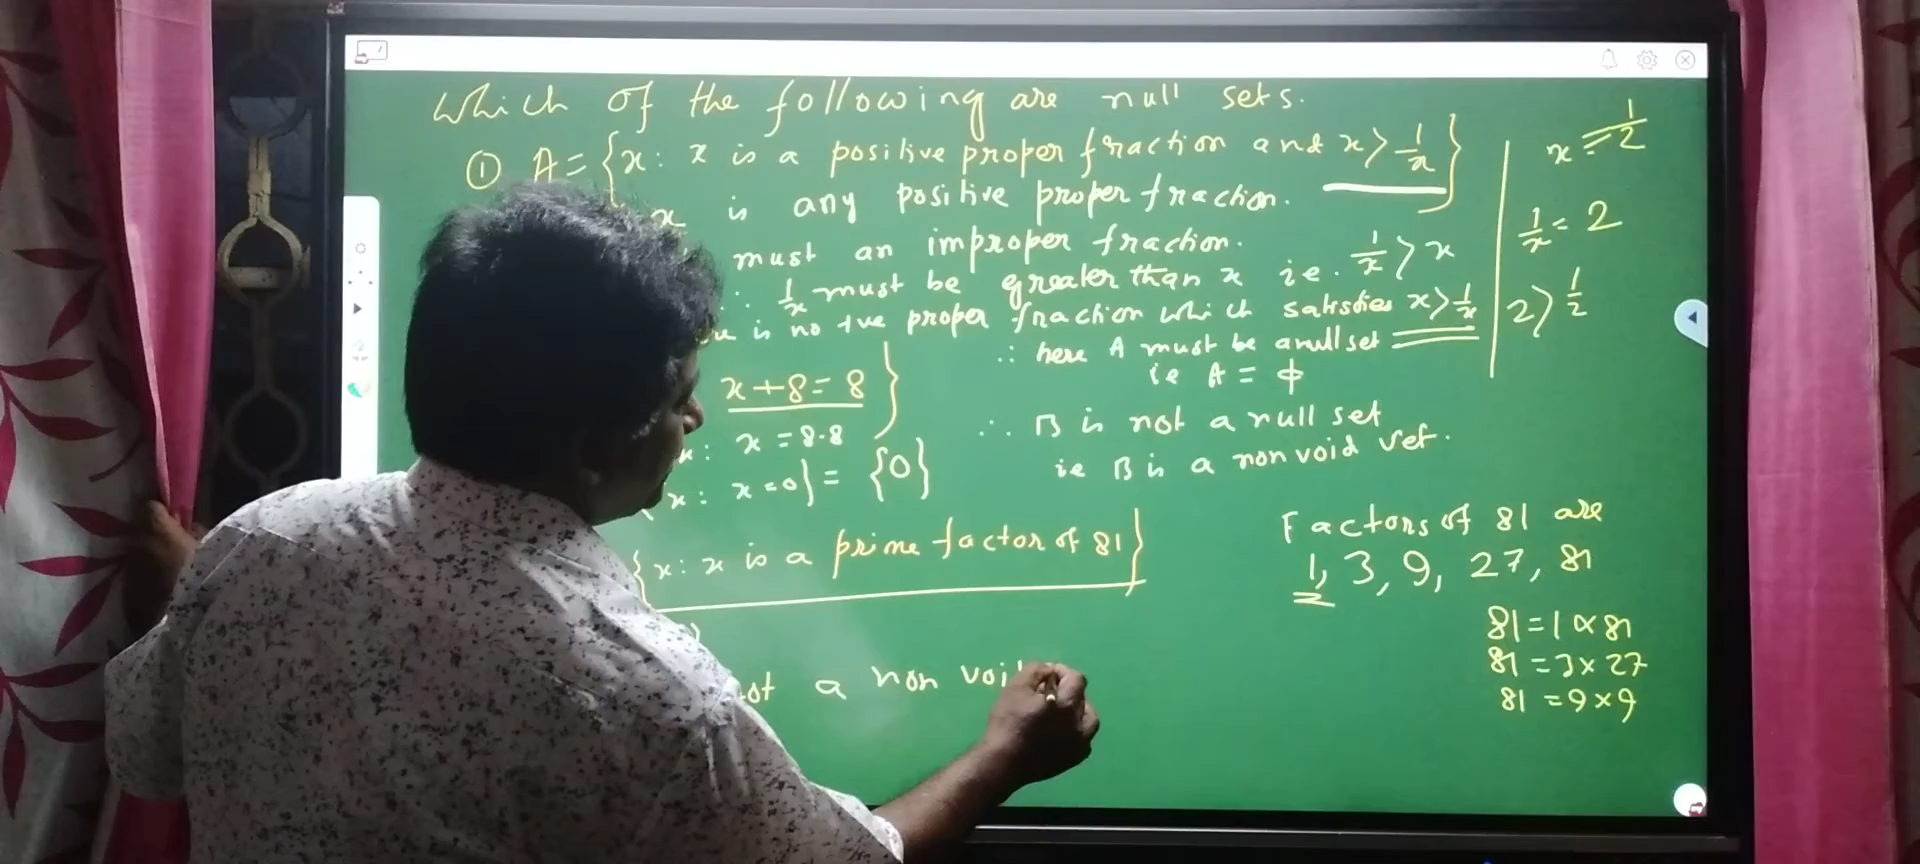 Which of the following are null sets.
① A = {x: x is a positive proper fraction and x > 1/x}
x is any positive proper fraction.
must an improper fraction.
∴ 1/x must be greater than x ie. 1/x > x
is no +ve proper fraction which satisfies x > 1/x
∴ here A must be a null set
ie A = ϕ
x + 8 = 8}
x: x = 8-8
{x: x = 0} = {0}
∴ B is not a null set
ie B is a non void set.
{x: x is a prime factor of 81}
a non voi
x = 1/2
1/x = 2
2 > 1/2
Factors of 81 are
1, 3, 9, 27, 81
81 = 1 × 81
81 = 3 × 27
81 = 9 × 9